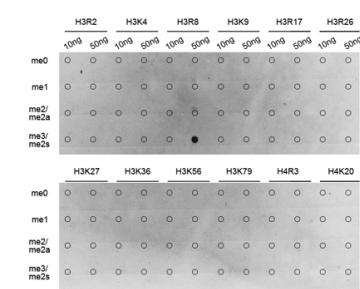 H3R2 H3K4 H3R8 H3K9 H3R17 H3R26
10ng 50ng 10ng 50ng 10ng 50ng 10ng 50ng 10ng 50ng 10ng 50ng
me0
me1
me2/
me2a
me3/
me2s
H3K27 H3K36 H3K56 H3K79 H4R3 H4K20
me0
me1
me2/
me2a
me3/
me2s